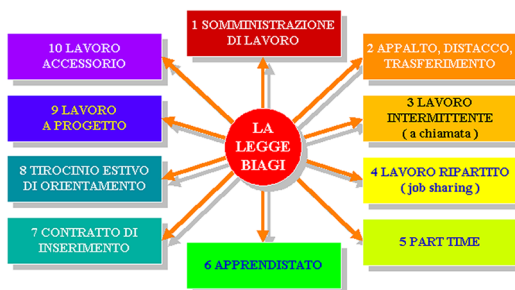 1 SOMMINISTRAZIONE
DI LAVORO
2 APPALTO, DISTACCO,
TRASFERIMENTO
3 LAVORO
INTERMITTENTE
( a chiamata )
4 LAVORO RIPARTITO
( job sharing )
5 PART TIME
6 APPRENDISTATO
7 CONTRATTO DI
INSERIMENTO
8 TIROCINIO ESTIVO
DI ORIENTAMENTO
9 LAVORO
A PROGETTO
10 LAVORO
ACCESSORIO
LA
LEGGE
BIAGI